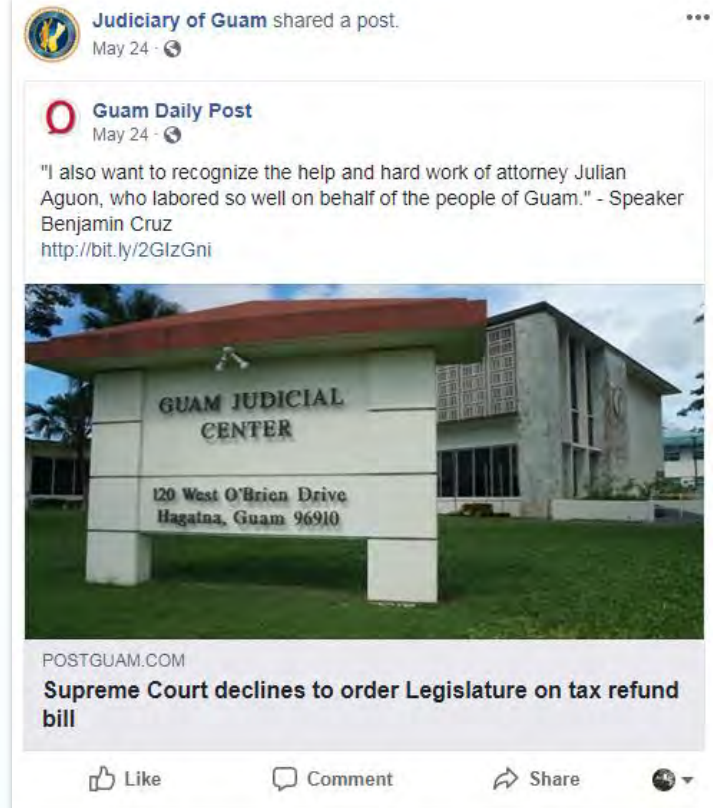 Judiciary of Guam shared a post.
May 24 ·
Guam Daily Post
May 24 ·
"I also want to recognize the help and hard work of attorney Julian
Aguon, who labored so well on behalf of the people of Guam." - Speaker
Benjamin Cruz
http://bit.ly/2GIzGni
GUAM JUDICIAL
CENTER
120 West O'Brien Drive
Hagatna, Guam 96910
POSTGUAM.COM
Supreme Court declines to order Legislature on tax refund
bill
Like Comment Share